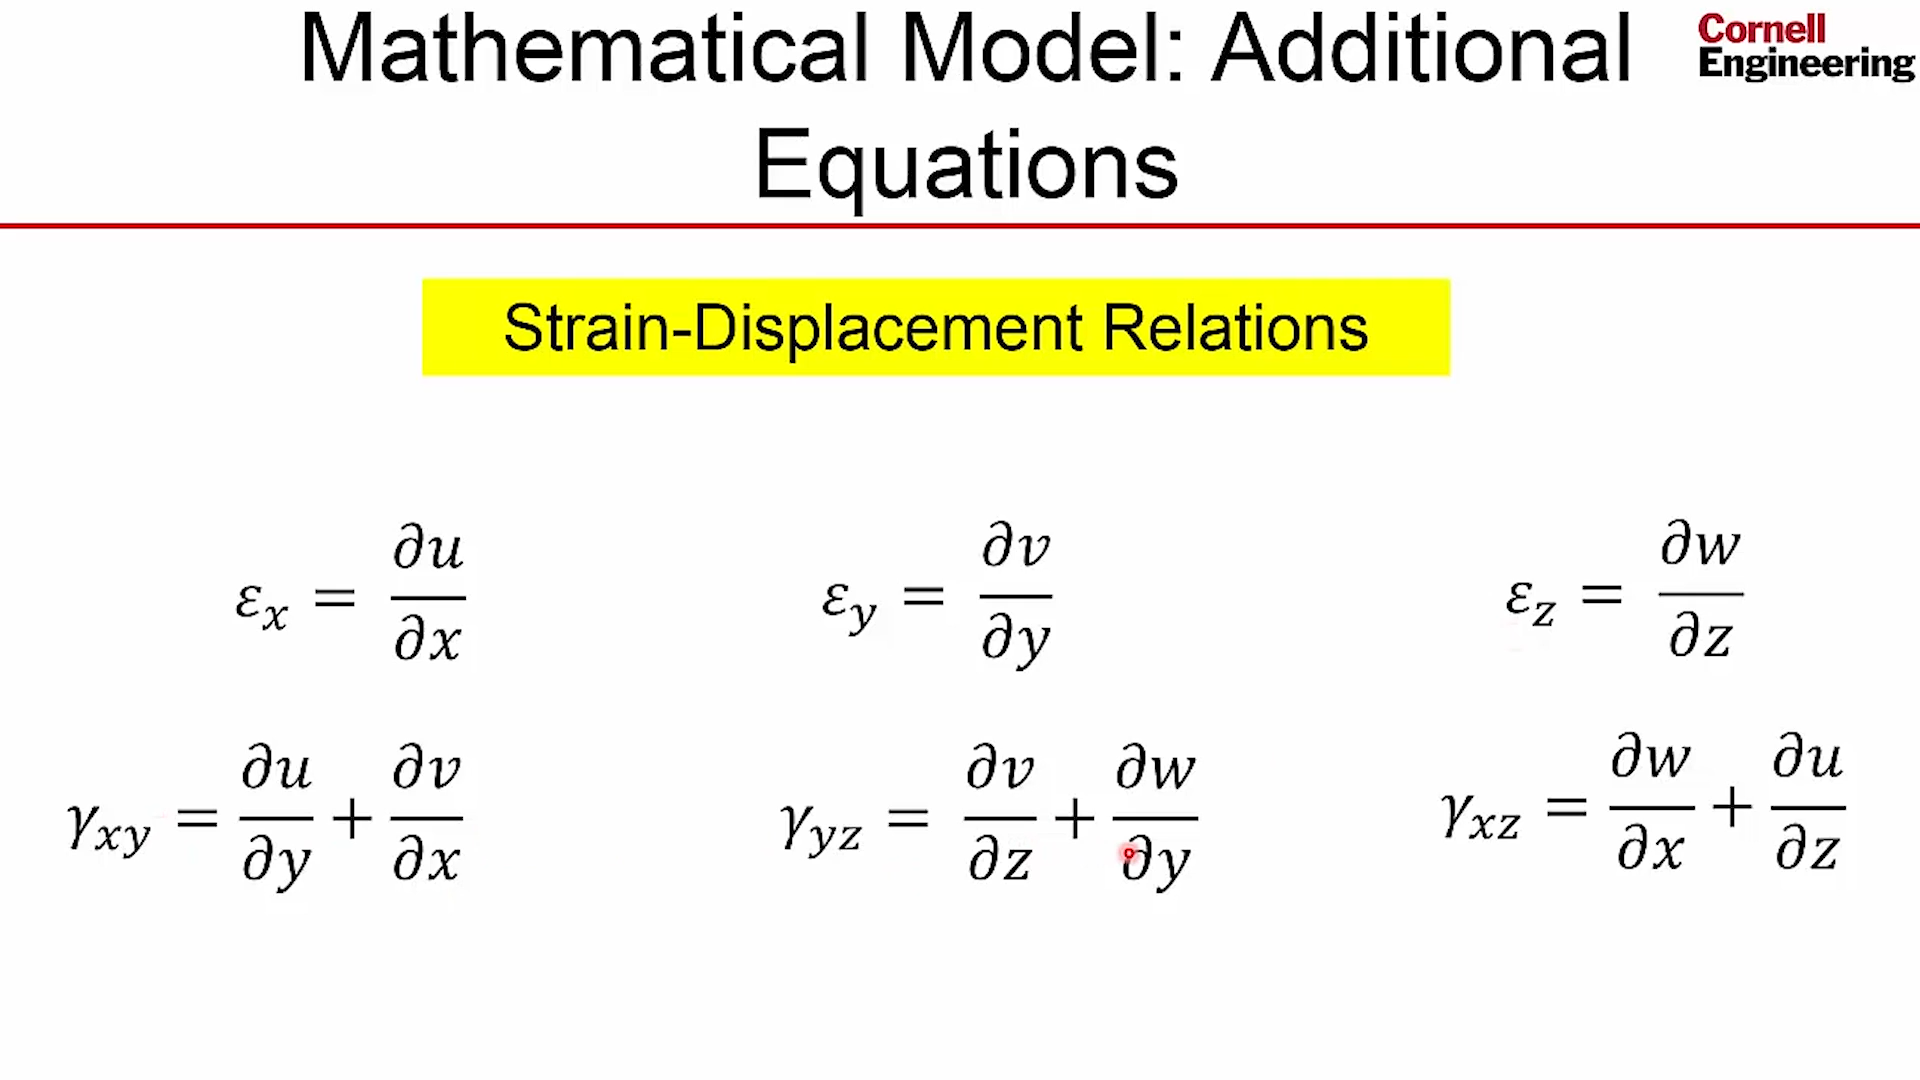 Mathematical Model: Additional
Equations
Cornell
Engineering
Strain-Displacement Relations
εx = ∂u/∂x
εy = ∂v/∂y
εz = ∂w/∂z
γxy = ∂u/∂y + ∂v/∂x
γyz = ∂v/∂z + ∂w/∂y
γxz = ∂w/∂x + ∂u/∂z